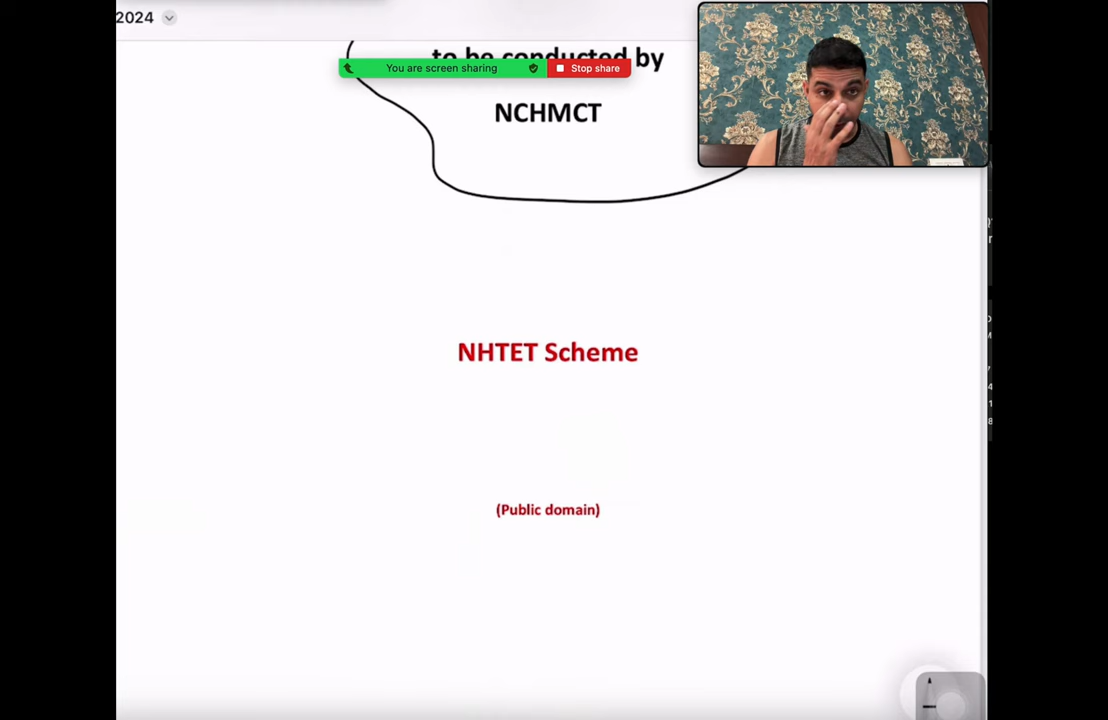 2024
to be conducted by
You are screen sharing
Stop share
NCHMCT
NHTET Scheme
(Public domain)